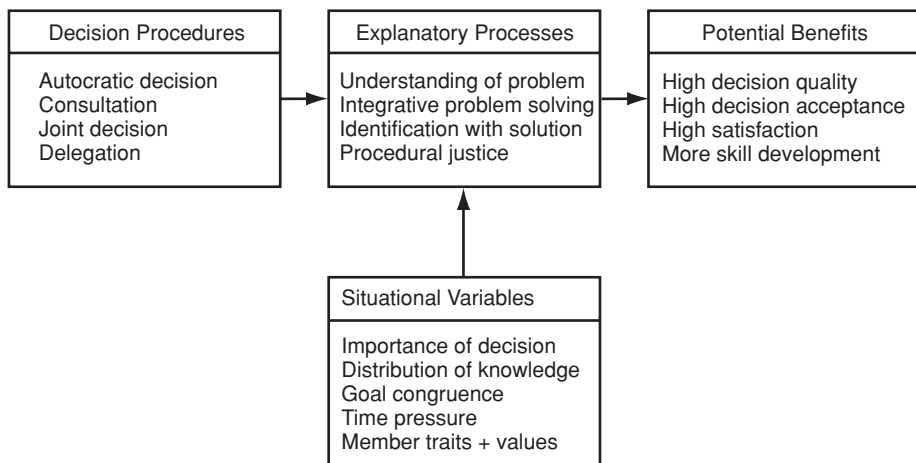 Decision Procedures
Autocratic decision
Consultation
Joint decision
Delegation
Explanatory Processes
Understanding of problem
Integrative problem solving
Identification with solution
Procedural justice
Potential Benefits
High decision quality
High decision acceptance
High satisfaction
More skill development
Situational Variables
Importance of decision
Distribution of knowledge
Goal congruence
Time pressure
Member traits + values